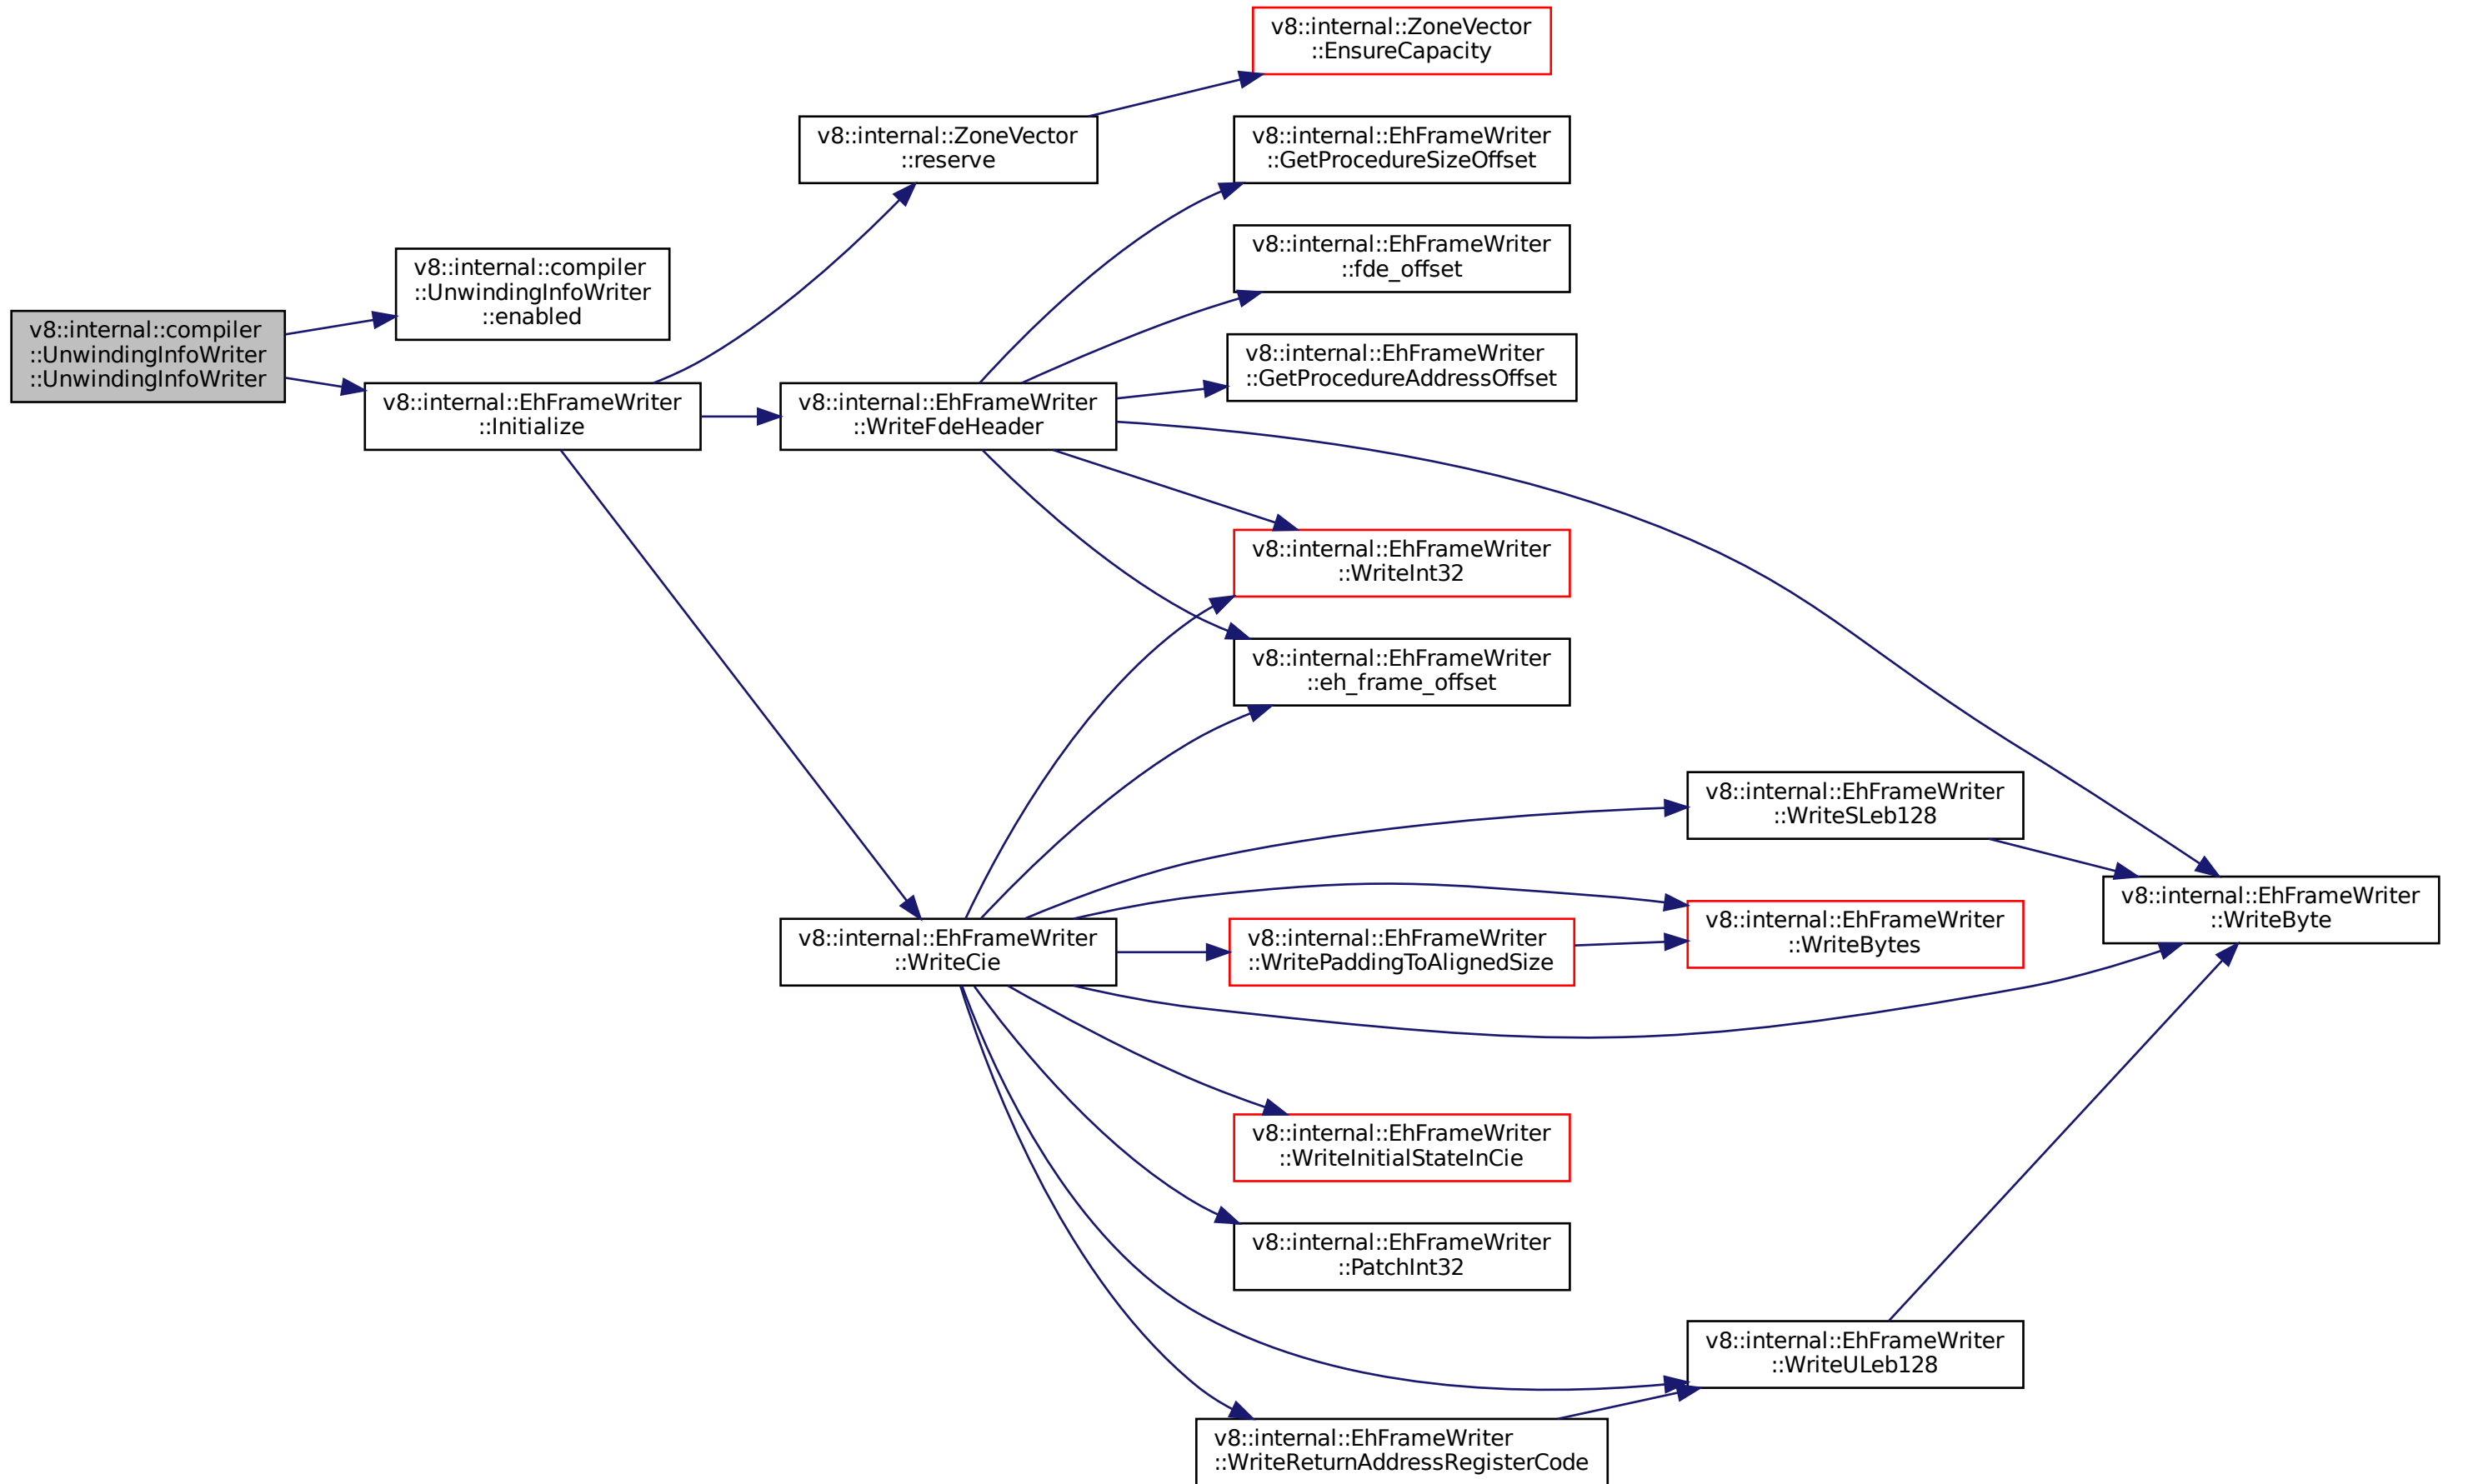 v8::internal::ZoneVector
::EnsureCapacity
v8::internal::ZoneVector
::reserve
v8::internal::EhFrameWriter
::GetProcedureSizeOffset
v8::internal::EhFrameWriter
::fde_offset
v8::internal::compiler
::UnwindingInfoWriter
::enabled
v8::internal::compiler
::UnwindingInfoWriter
::UnwindingInfoWriter
v8::internal::EhFrameWriter
::GetProcedureAddressOffset
v8::internal::EhFrameWriter
::Initialize
v8::internal::EhFrameWriter
::WriteFdeHeader
v8::internal::EhFrameWriter
::WriteInt32
v8::internal::EhFrameWriter
::eh_frame_offset
v8::internal::EhFrameWriter
::WriteSLeb128
v8::internal::EhFrameWriter
::WriteByte
v8::internal::EhFrameWriter
::WriteBytes
v8::internal::EhFrameWriter
::WriteCie
v8::internal::EhFrameWriter
::WritePaddingToAlignedSize
v8::internal::EhFrameWriter
::WriteInitialStateInCie
v8::internal::EhFrameWriter
::PatchInt32
v8::internal::EhFrameWriter
::WriteULeb128
v8::internal::EhFrameWriter
::WriteReturnAddressRegisterCode